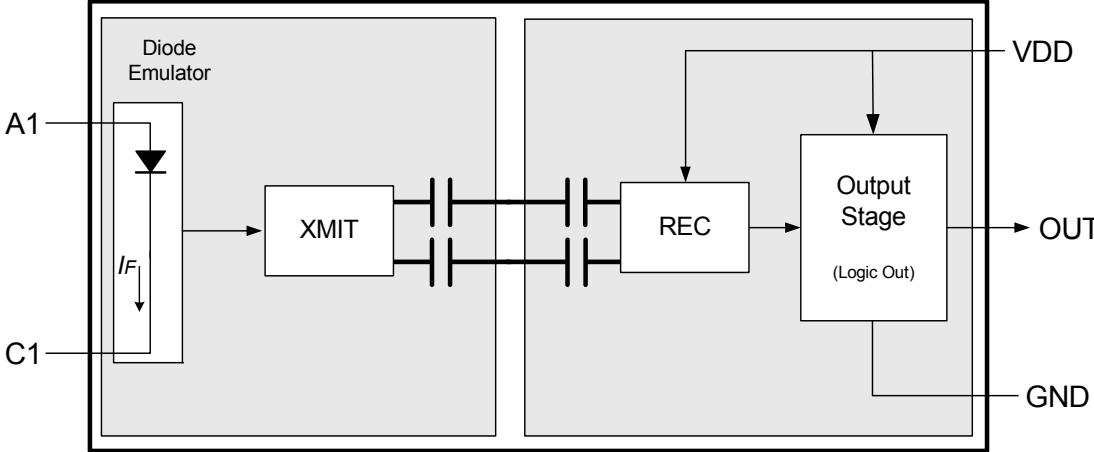 Diode
Emulator
VDD
A1
XMIT
REC
Output
Stage
(Logic Out)
OUT
IF
C1
GND